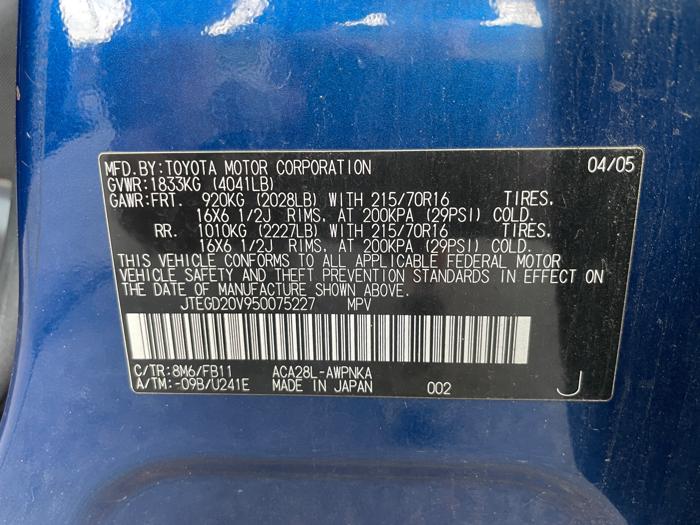 MFD.BY:TOYOTA MOTOR CORPORATION 04/05
GVWR:1833KG (4041LB)
GAWR:FRT. 920KG (2028LB) WITH 215/70R16 TIRES.
16X6 1/2J RIMS, AT 200KPA (29PSI) COLD.
RR. 1010KG (2227LB) WITH 215/70R16 TIRES.
16X6 1/2J RIMS, AT 200KPA (29PSI) COLD.
THIS VEHICLE CONFORMS TO ALL APPLICABLE FEDERAL MOTOR
VEHICLE SAFETY AND THEFT PREVENTION STANDARDS IN EFFECT ON
THE DATE OF MANUFACTURE SHOWN ABOVE.
JTEGD20V950075227 MPV
C/TR:8M6/FB11 ACA28L-AWPNKA
A/TM:-09B/U241E MADE IN JAPAN 002 J